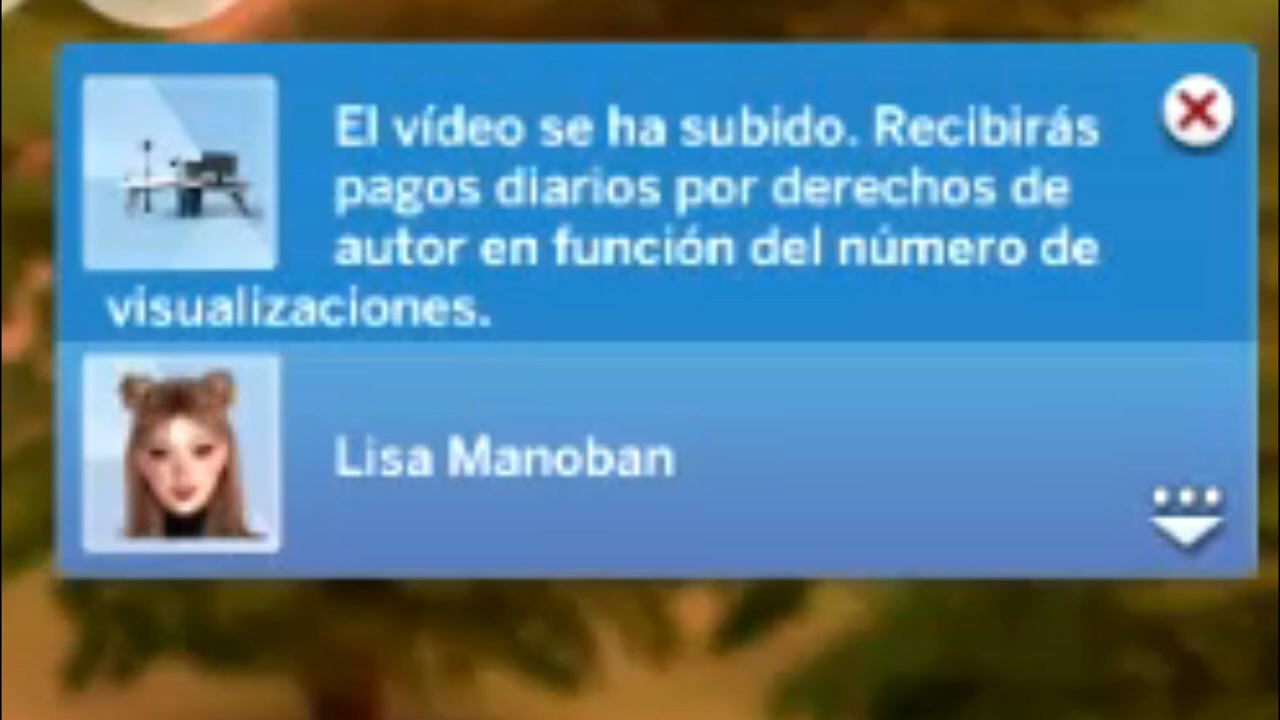 El vídeo se ha subido. Recibirás
pagos diarios por derechos de
autor en función del número de
visualizaciones.
Lisa Manoban